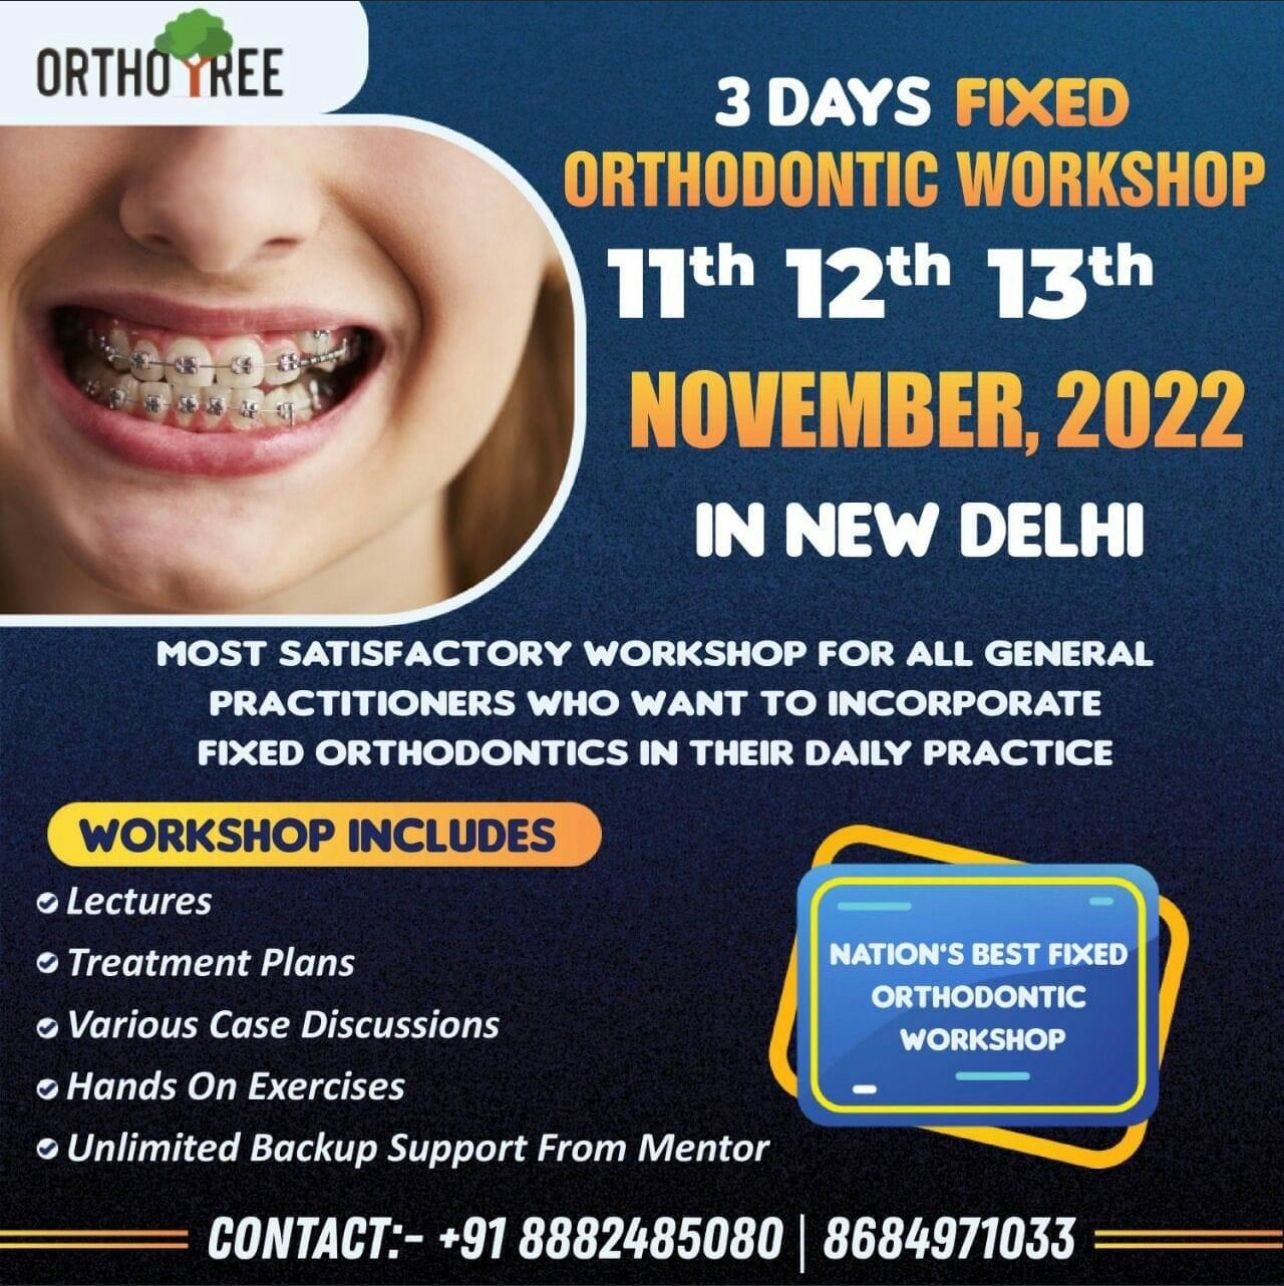 ORTHOTREE
3 DAYS FIXED
ORTHODONTIC WORKSHOP
11th 12th 13th
NOVEMBER, 2022
IN NEW DELHI
MOST SATISFACTORY WORKSHOP FOR ALL GENERAL
PRACTITIONERS WHO WANT TO INCORPORATE
FIXED ORTHODONTICS IN THEIR DAILY PRACTICE
WORKSHOP INCLUDES
Lectures
Treatment Plans
Various Case Discussions
Hands On Exercises
Unlimited Backup Support From Mentor
NATION'S BEST FIXED
ORTHODONTIC
WORKSHOP
CONTACT:- +91 8882485080 | 8684971033